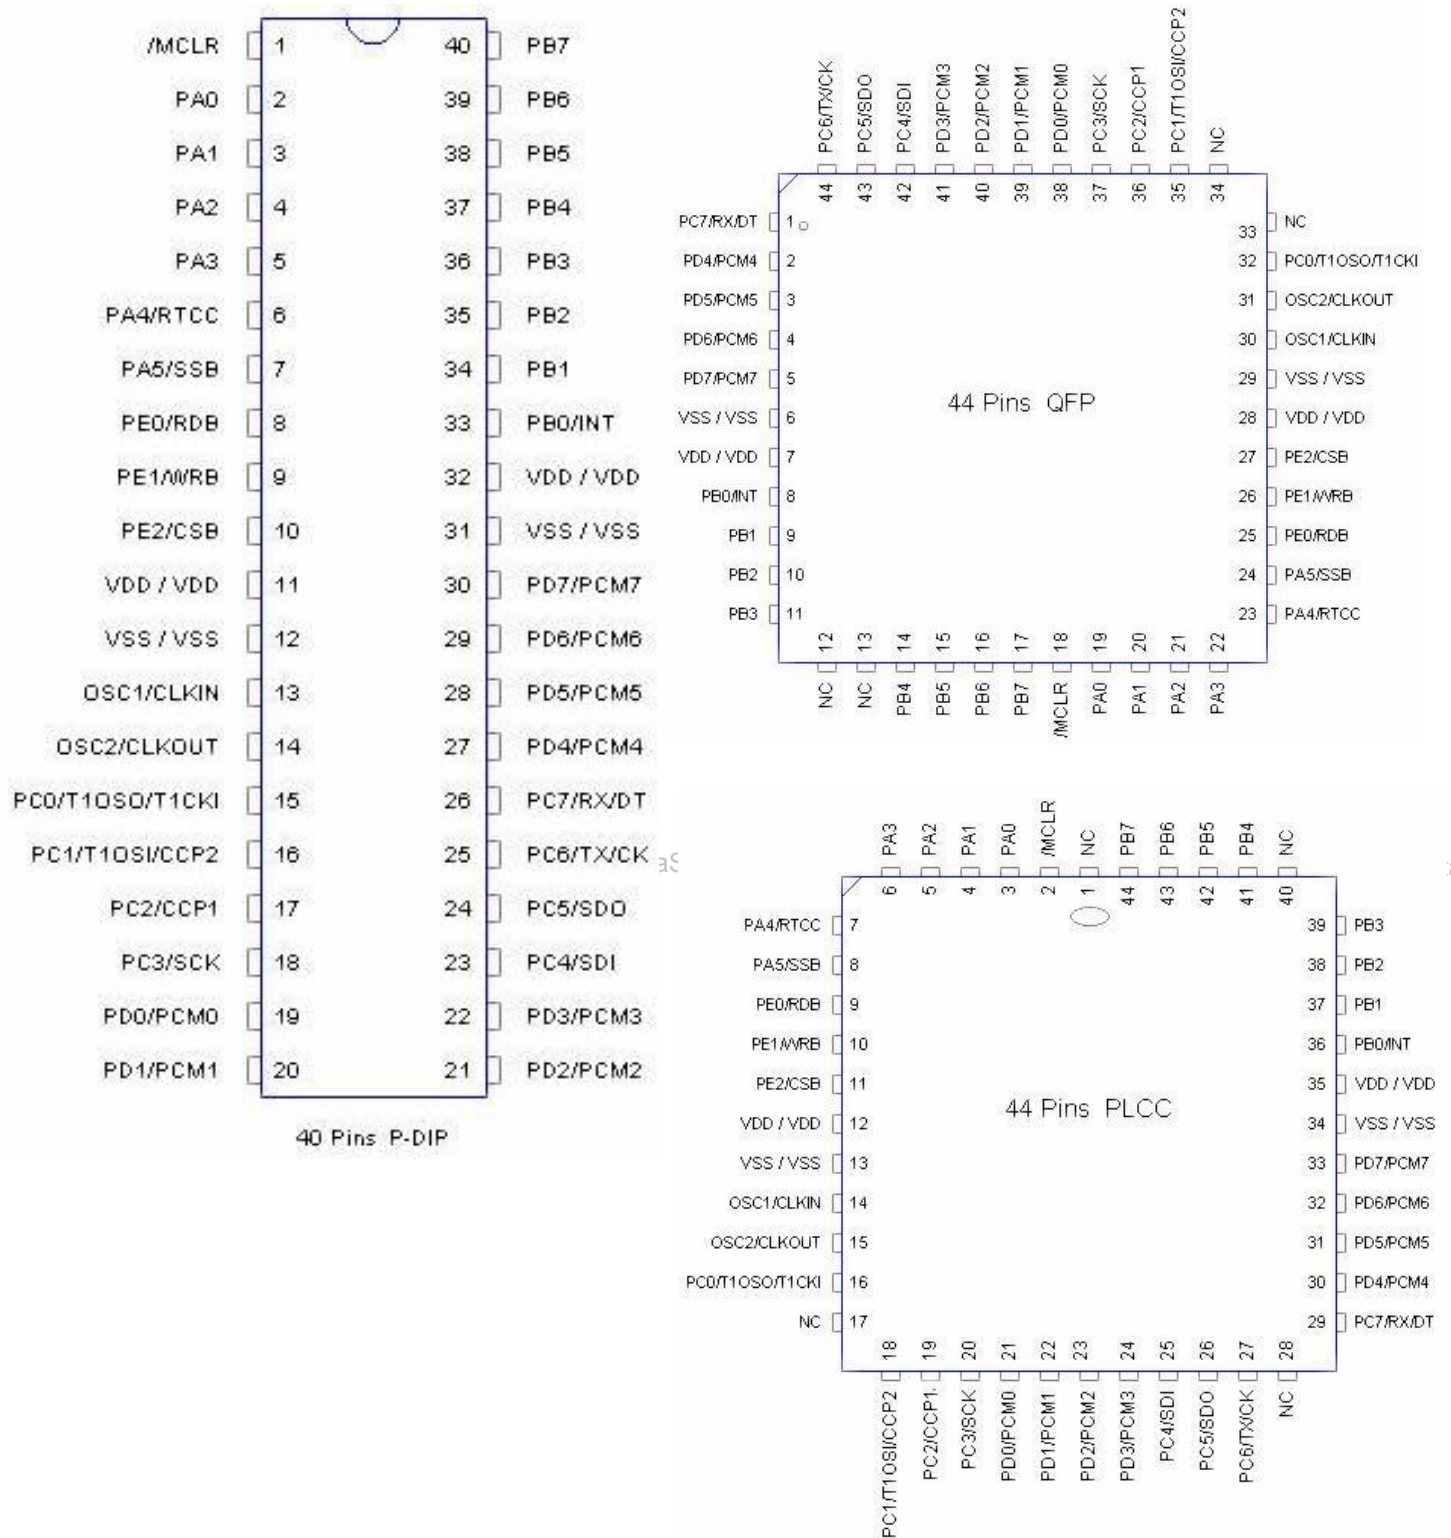 /MCLR 1 40 PB7
PA0 2 39 PB6
PA1 3 38 PB5
PA2 4 37 PB4
PA3 5 36 PB3
PA4/RTCC 6 35 PB2
PA5/SSB 7 34 PB1
PE0/RDB 8 33 PB0/INT
PE1/WRB 9 32 VDD / VDD
PE2/CSB 10 31 VSS / VSS
VDD / VDD 11 30 PD7/PCM7
VSS / VSS 12 29 PD6/PCM6
OSC1/CLKIN 13 28 PD5/PCM5
OSC2/CLKOUT 14 27 PD4/PCM4
PC0/T1OSO/T1CKI 15 26 PC7/RX/DT
PC1/T1OSI/CCP2 16 25 PC6/TX/CK
PC2/CCP1 17 24 PC5/SDO
PC3/SCK 18 23 PC4/SDI
PD0/PCM0 19 22 PD3/PCM3
PD1/PCM1 20 21 PD2/PCM2
40 Pins P-DIP
PC6/TX/CK PC5/SDO PC4/SDI PD3/PCM3 PD2/PCM2 PD1/PCM1 PD0/PCM0 PC3/SCK PC2/CCP1 PC1/T1OSI/CCP2 NC
44 43 42 41 40 39 38 37 36 35 34
PC7/RX/DT 1 33 NC
PD4/PCM4 2 32 PC0/T1OSO/T1CKI
PD5/PCM5 3 31 OSC2/CLKOUT
PD6/PCM6 4 30 OSC1/CLKIN
PD7/PCM7 5 29 VSS / VSS
44 Pins QFP
VSS / VSS 6 28 VDD / VDD
VDD / VDD 7 27 PE2/CSB
PB0/INT 8 26 PE1/WRB
PB1 9 25 PE0/RDB
PB2 10 24 PA5/SSB
PB3 11 23 PA4/RTCC
12 13 14 15 16 17 18 19 20 21 22
NC NC PB4 PB5 PB6 PB7 /MCLR PA0 PA1 PA2 PA3
PA3 PA2 PA1 PA0 /MCLR NC PB7 PB6 PB5 PB4 NC
6 5 4 3 2 1 44 43 42 41 40
PA4/RTCC 7 39 PB3
PA5/SSB 8 38 PB2
PE0/RDB 9 37 PB1
PE1/WRB 10 36 PB0/INT
PE2/CSB 11 35 VDD / VDD
44 Pins PLCC
VDD / VDD 12 34 VSS / VSS
VSS / VSS 13 33 PD7/PCM7
OSC1/CLKIN 14 32 PD6/PCM6
OSC2/CLKOUT 15 31 PD5/PCM5
PC0/T1OSO/T1CKI 16 30 PD4/PCM4
NC 17 29 PC7/RX/DT
18 19 20 21 22 23 24 25 26 27 28
PC1/T1OSI/CCP2 PC2/CCP1. PC3/SCK PD0/PCM0 PD1/PCM1 PD2/PCM2 PD3/PCM3 PC4/SDI PC5/SDO PC6/TX/CK NC